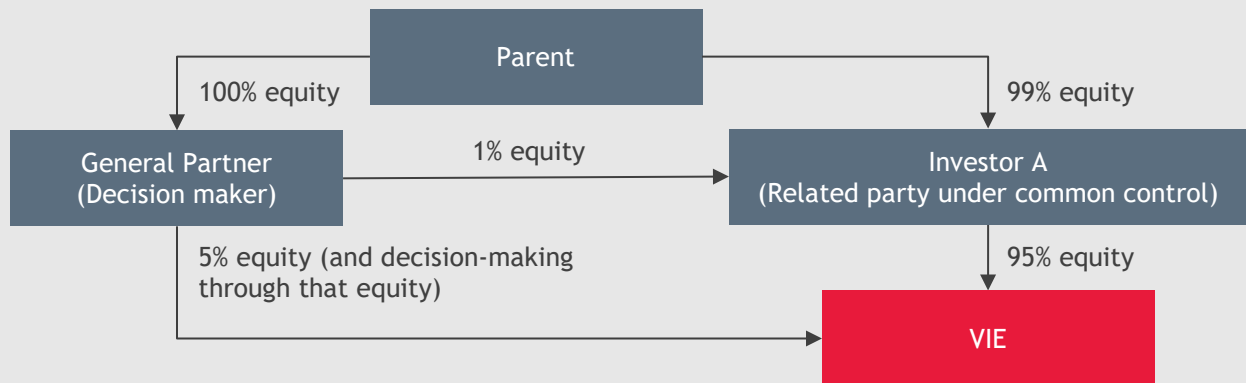 Parent
100% equity
99% equity
General Partner
(Decision maker)
1% equity
Investor A
(Related party under common control)
5% equity (and decision-making
through that equity)
95% equity
VIE